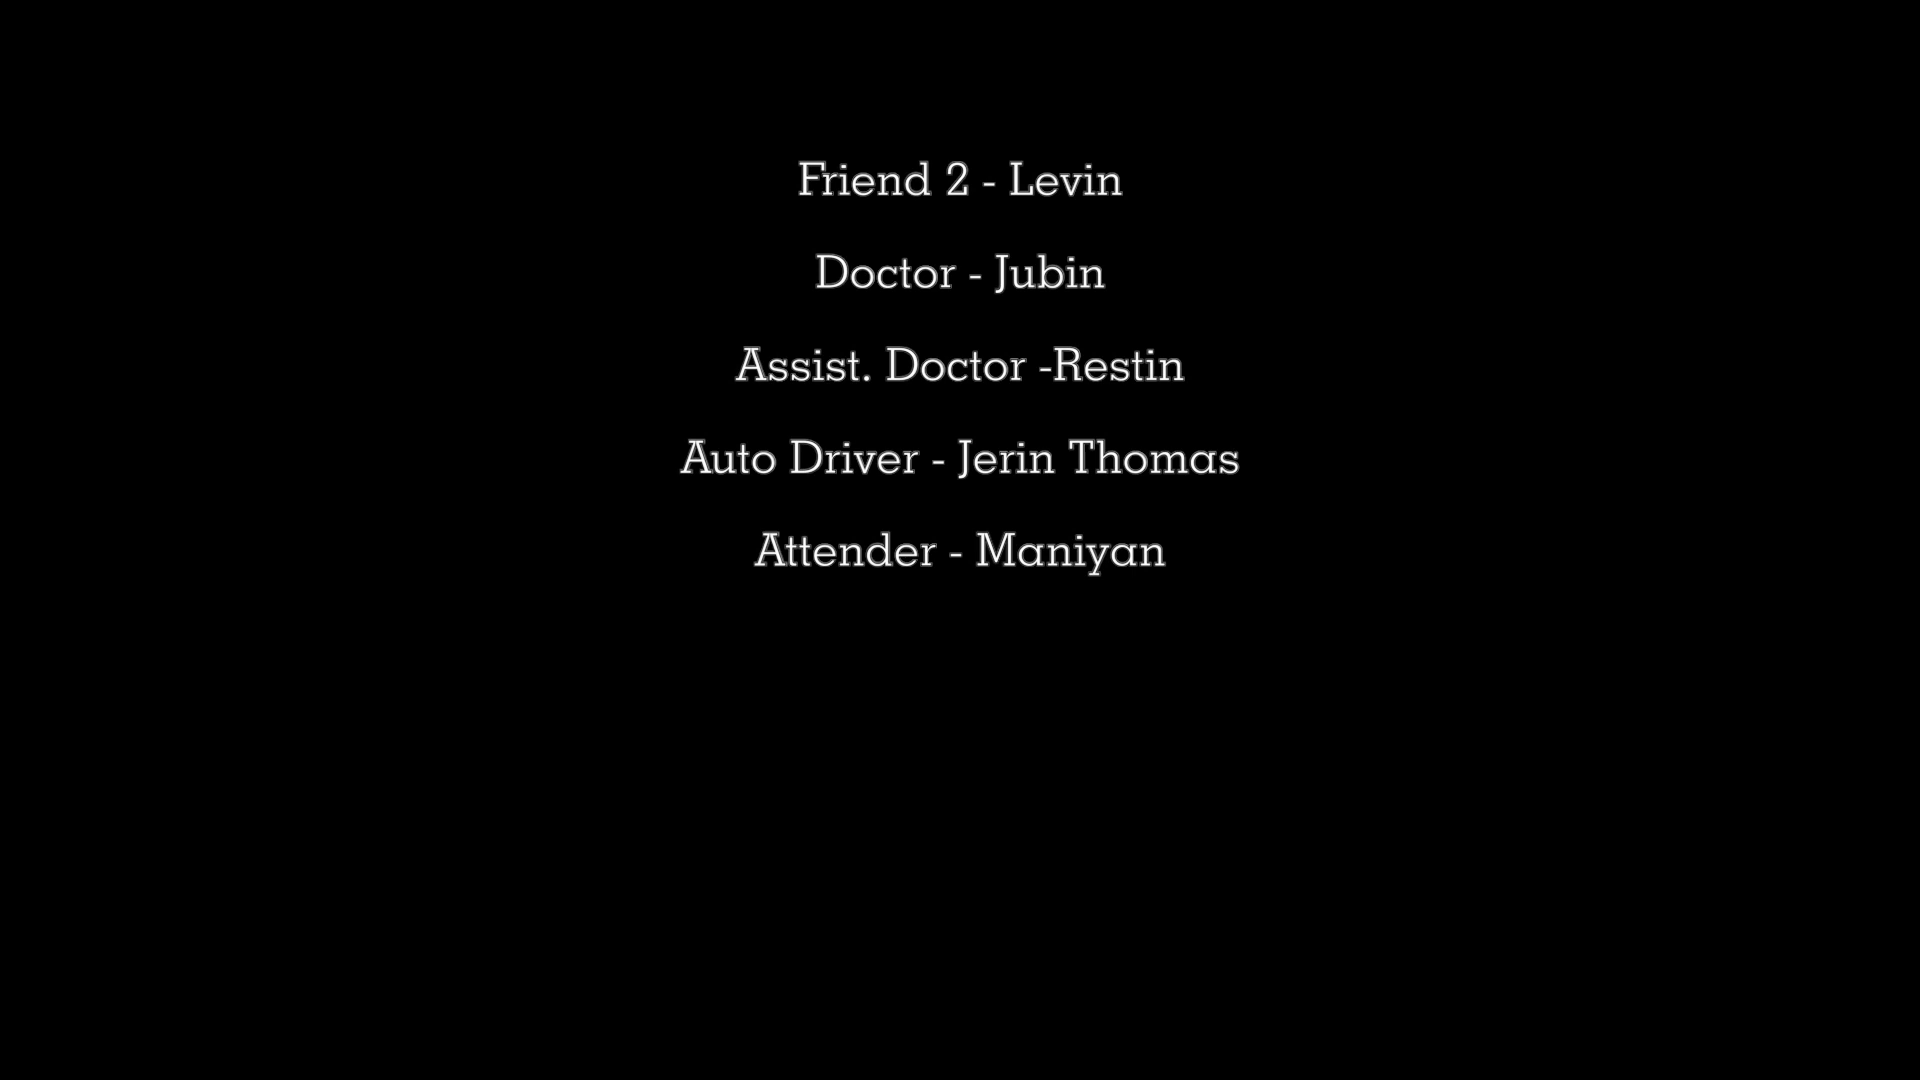 Friend 2 - Levin
Doctor - Jubin
Assist. Doctor -Restin
Auto Driver - Jerin Thomas
Attender - Maniyan